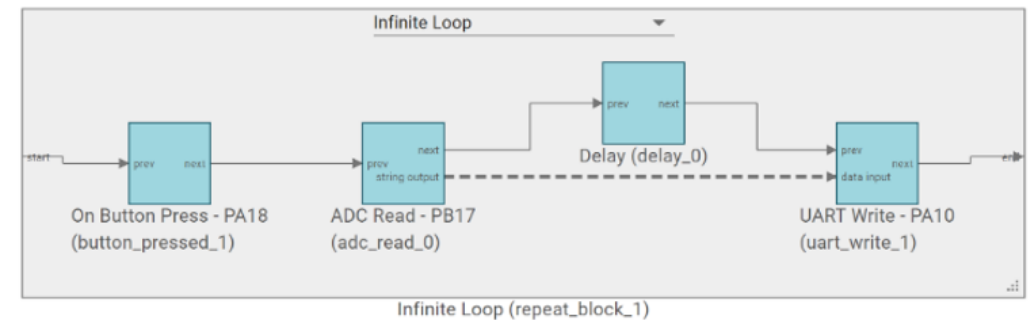 Infinite Loop
start
prev next
On Button Press - PA18
(button_pressed_1)
next
prev
string output
ADC Read - PB17
(adc_read_0)
prev next
Delay (delay_0)
prev
next
data input
UART Write - PA10
(uart_write_1)
end
Infinite Loop (repeat_block_1)